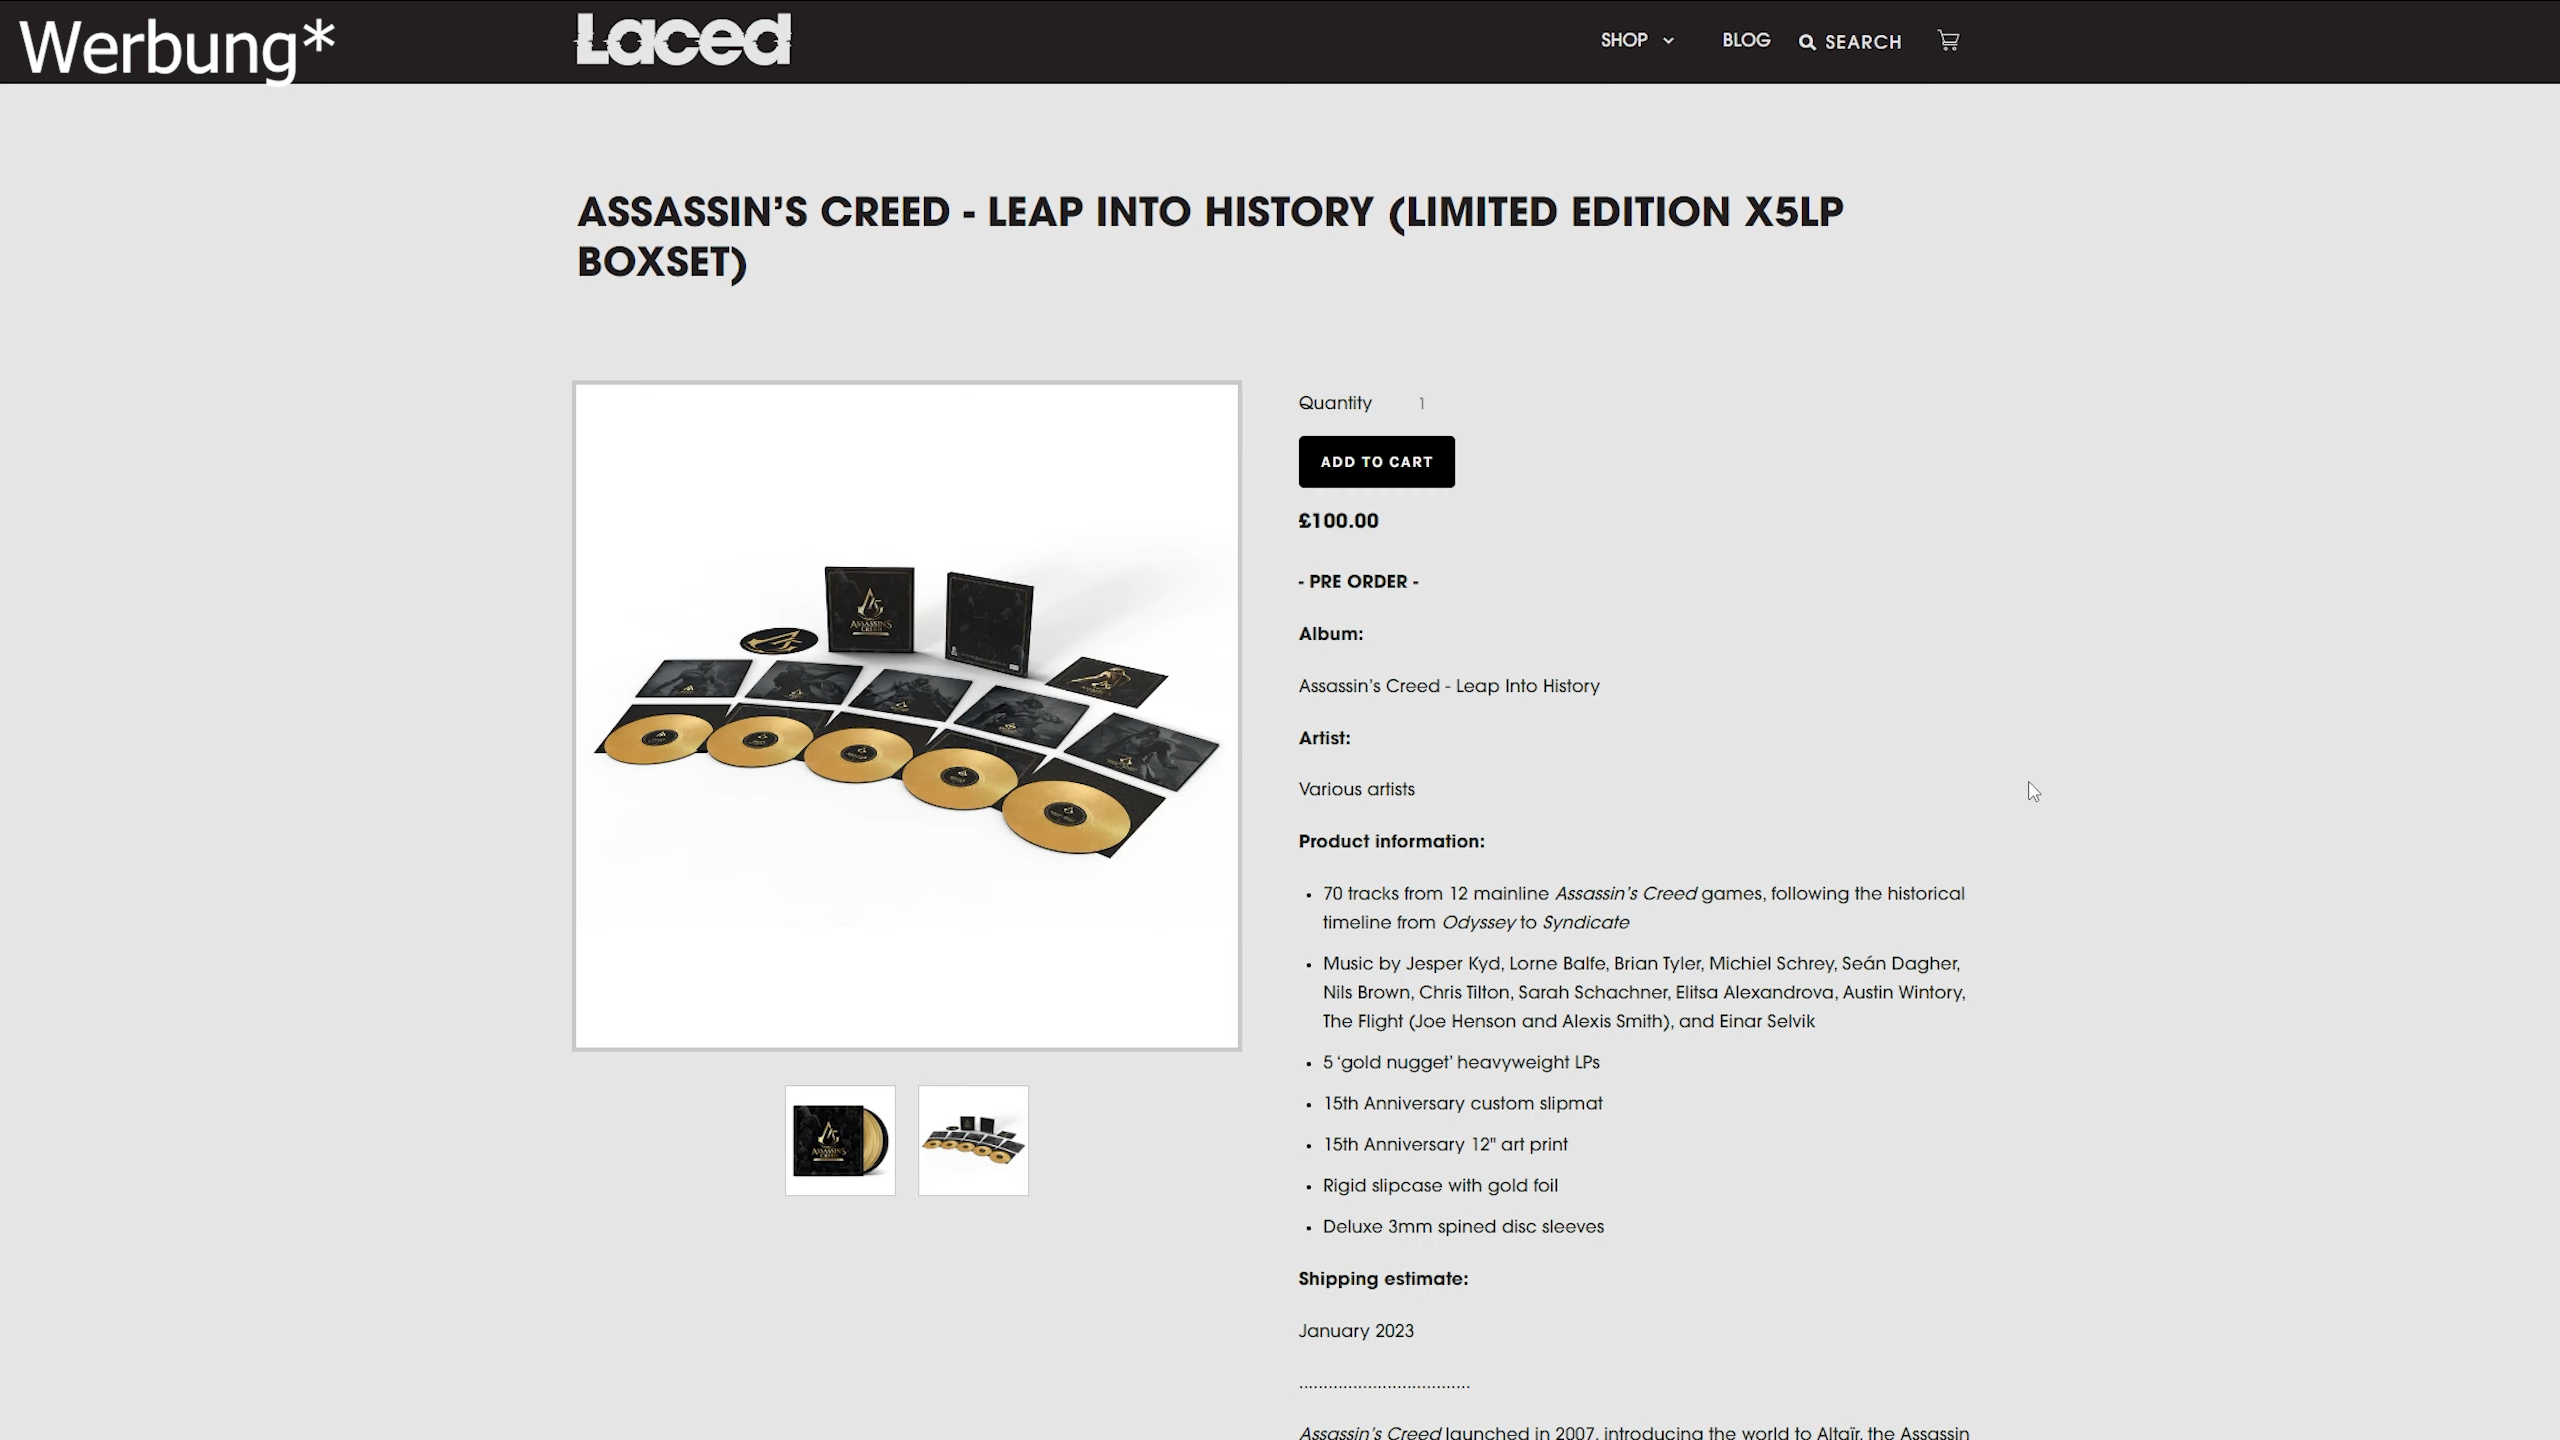 Werbung*
Laced
SHOP
BLOG
SEARCH
ASSASSIN’S CREED - LEAP INTO HISTORY (LIMITED EDITION X5LP
BOXSET)
Quantity 1
ADD TO CART
£100.00
- PRE ORDER -
Album:
Assassin’s Creed - Leap Into History
Artist:
Various artists
Product information:
• 70 tracks from 12 mainline Assassin’s Creed games, following the historical
timeline from Odyssey to Syndicate
• Music by Jesper Kyd, Lorne Balfe, Brian Tyler, Michiel Schrey, Seán Dagher,
Nils Brown, Chris Tilton, Sarah Schachner, Elitsa Alexandrova, Austin Wintory,
The Flight (Joe Henson and Alexis Smith), and Einar Selvik
• 5 ‘gold nugget’ heavyweight LPs
• 15th Anniversary custom slipmat
• 15th Anniversary 12" art print
• Rigid slipcase with gold foil
• Deluxe 3mm spined disc sleeves
Shipping estimate:
January 2023
...................................
Assassin’s Creed launched in 2007, introducing the world to Altaïr, the Assassin
ASSASSIN'S
CREED
ASSASSIN'S
CREED